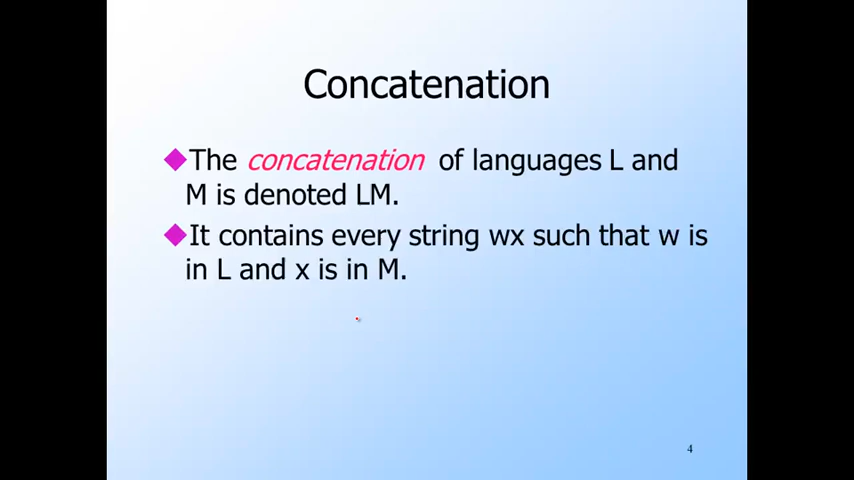 Concatenation
The concatenation of languages L and
M is denoted LM.
It contains every string wx such that w is
in L and x is in M.
4